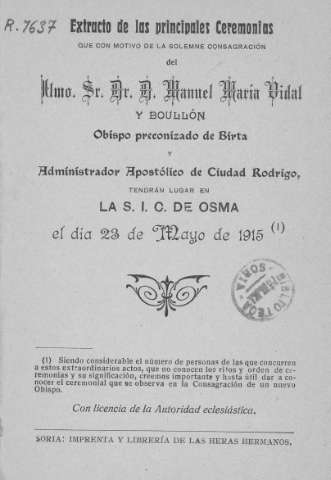 R. 7637
Extracto de las principales Ceremonias
QUE CON MOTIVO DE LA SOLEMNE CONSAGRACIÓN
del
Ilmo. Sr. Dr. D. Manuel María Vidal
Y BOULLÓN
Obispo preconizado de Birta
Y
Administrador Apostólico de Ciudad Rodrigo,
TENDRÁN LUGAR EN
LA S. I. C. DE OSMA
el día 23 de Mayo de 1915 (1)
BIBLIOTECA
SORIA
(1) Siendo considerable el número de personas de las que concurren
a estos extraordinarios actos, que no conocen los ritos y orden de ce-
remonias y su significación, creemos importante y hasta útil dar a co-
nocer el ceremonial que se observa en la Consagración de un nuevo
Obispo.
Con licencia de la Autoridad eclesiástica.
SORIA: IMPRENTA Y LIBRERÍA DE LAS HERAS HERMANOS.